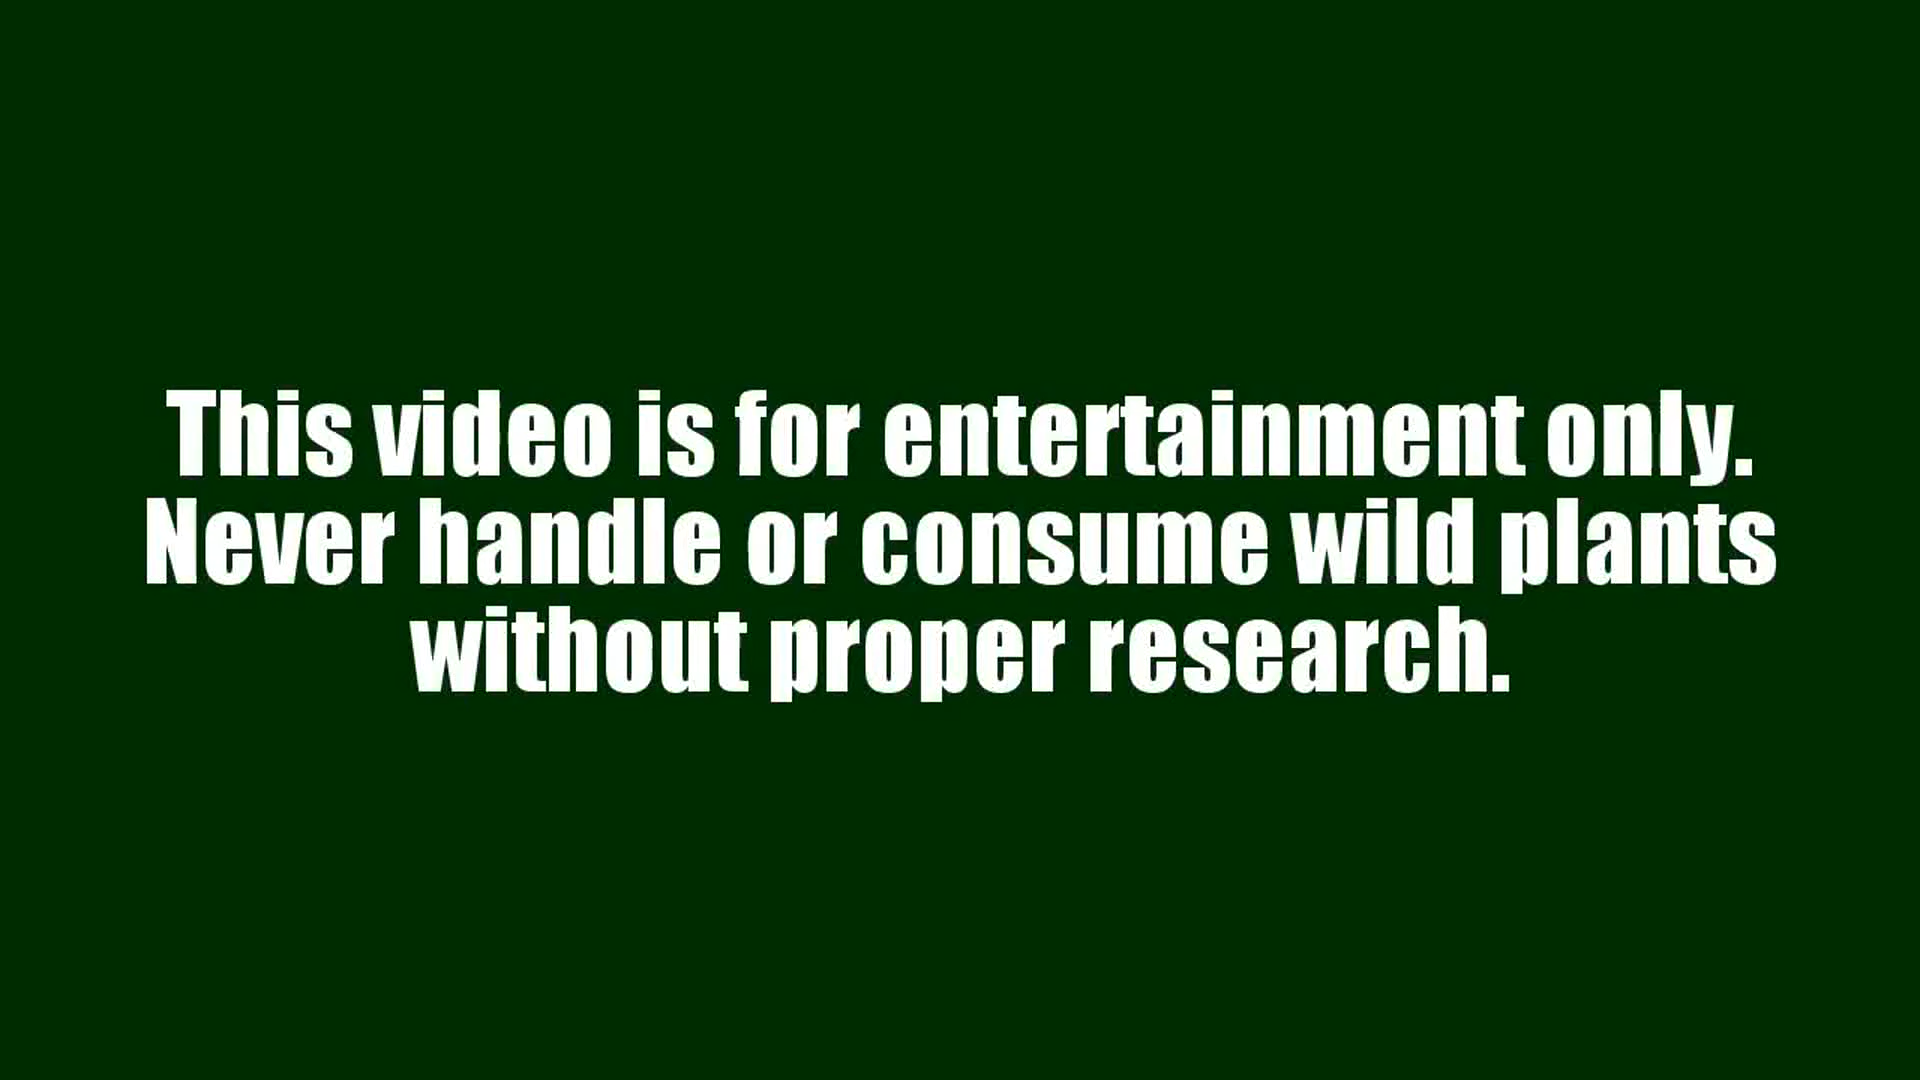 This video is for entertainment only.
Never handle or consume wild plants
without proper research.